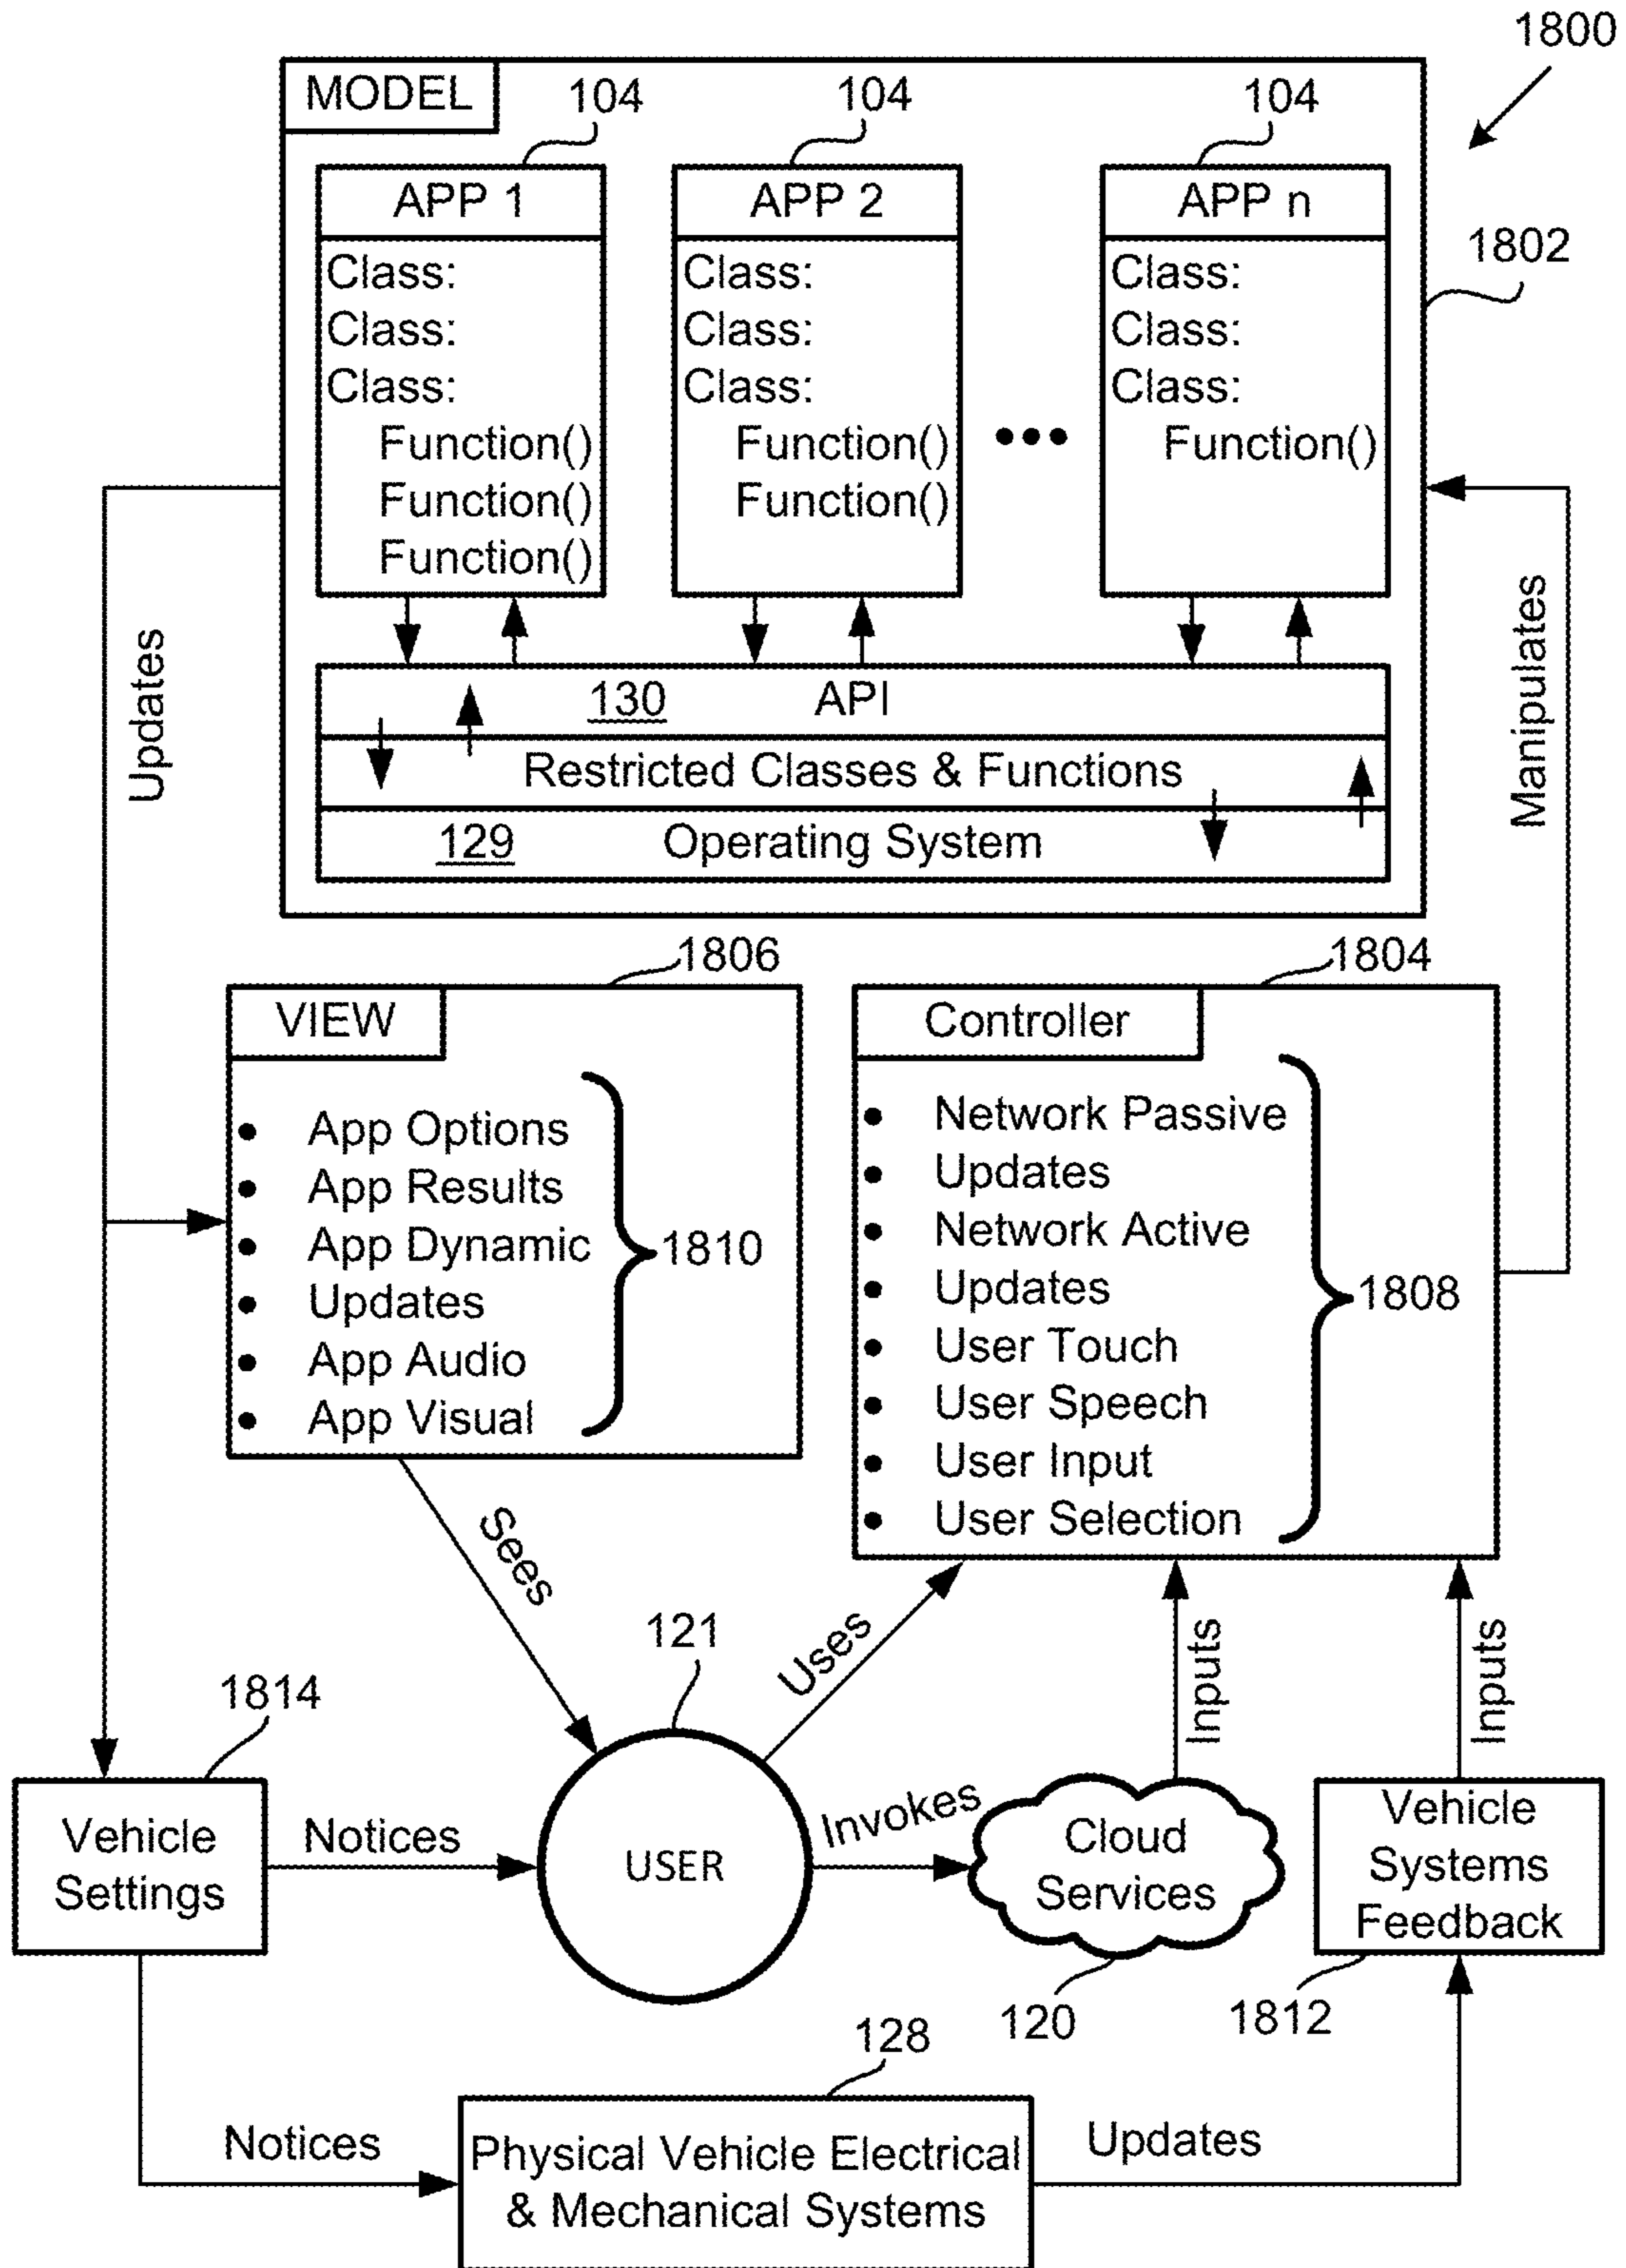 1800
MODEL
104
104
104
APP 1
APP 2
APP n
1802
Class:
Class:
Class:
Function()
Function()
Function()
Class:
Class:
Class:
Function()
Function()
•••
Class:
Class:
Class:
Function()
130
API
Restricted Classes & Functions
129
Operating System
Updates
Manipulates
1806
VIEW
• App Options
• App Results
• App Dynamic
• Updates
• App Audio
• App Visual
1810
1804
Controller
• Network Passive
• Updates
• Network Active
• Updates
• User Touch
• User Speech
• User Input
• User Selection
1808
Sees
Uses
Inputs
Inputs
121
1814
Vehicle
Settings
Notices
USER
Invokes
Cloud
Services
Vehicle
Systems
Feedback
120
1812
128
Notices
Physical Vehicle Electrical
& Mechanical Systems
Updates